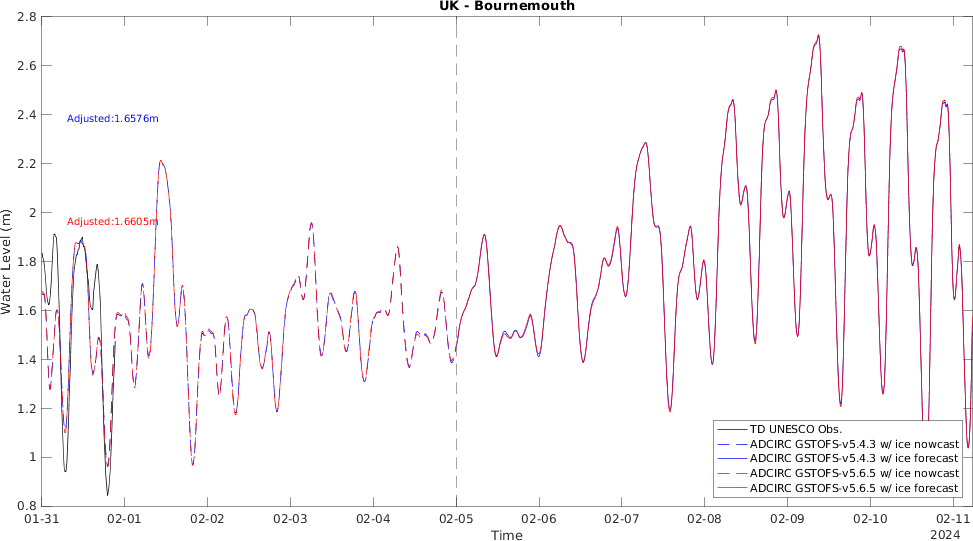 UK - Bournemouth
2.8
2.6
2.4
2.2
2
1.8
1.6
1.4
1.2
1
0.8
Water Level (m)
Adjusted:1.6576m
Adjusted:1.6605m
TD UNESCO Obs.
ADCIRC GSTOFS-v5.4.3 w/ ice nowcast
ADCIRC GSTOFS-v5.4.3 w/ ice forecast
ADCIRC GSTOFS-v5.6.5 w/ ice nowcast
ADCIRC GSTOFS-v5.6.5 w/ ice forecast
01-31 02-01 02-02 02-03 02-04 02-05 02-06 02-07 02-08 02-09 02-10 02-11
Time 2024